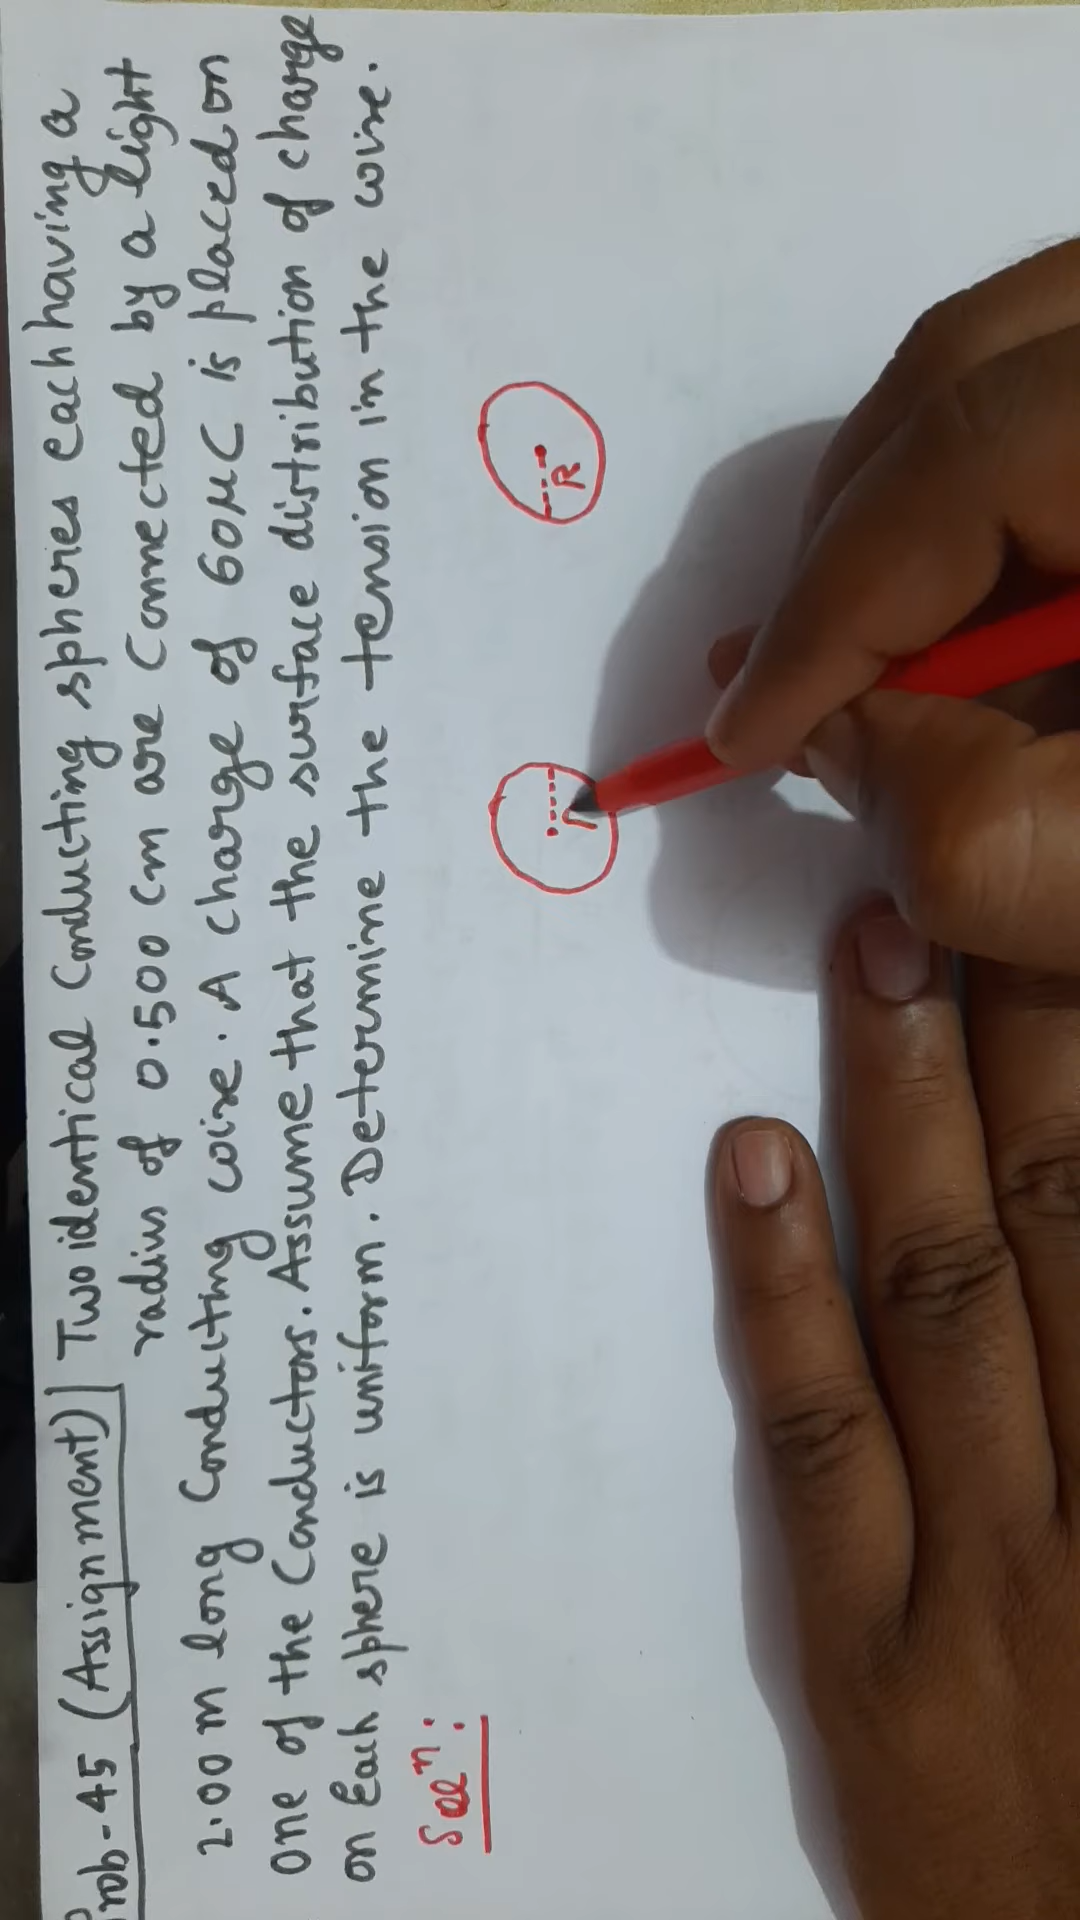 Prob-45 (Assignment) Two identical Conducting spheres each having a
radius of 0.500 cm are Connected by a light
2.00 m long Conducting wire. A charge of 60μC is placed on
one of the Conductors. Assume that the surface distribution of charge
on Each sphere is uniform. Determine the tension in the wire.
Solⁿ:
R